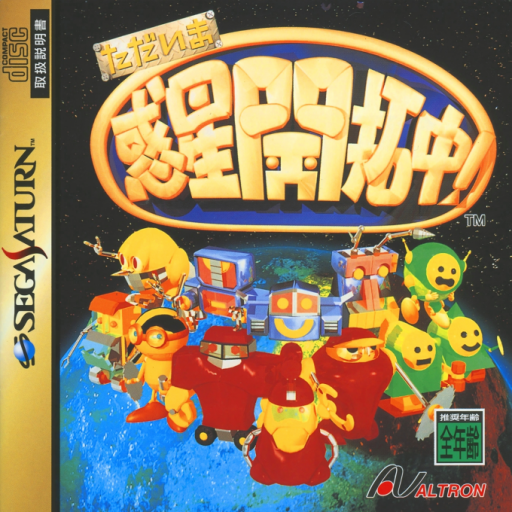 COMPACT
disc
取扱説明書
SEGA SATURN™
ただいま
惑星開拓中!
TM
推奨年齢
全年齢
ALTRON